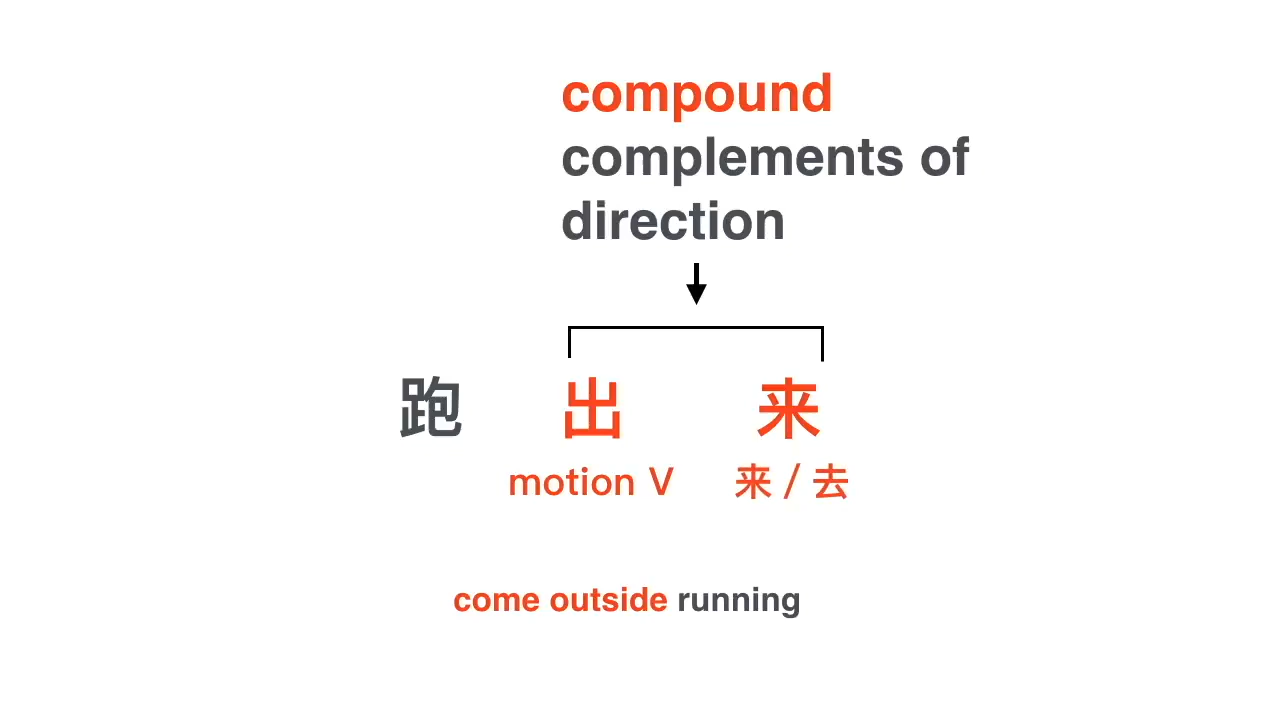 compound
complements of
direction
跑 出 来
motion V 来 / 去
come outside running